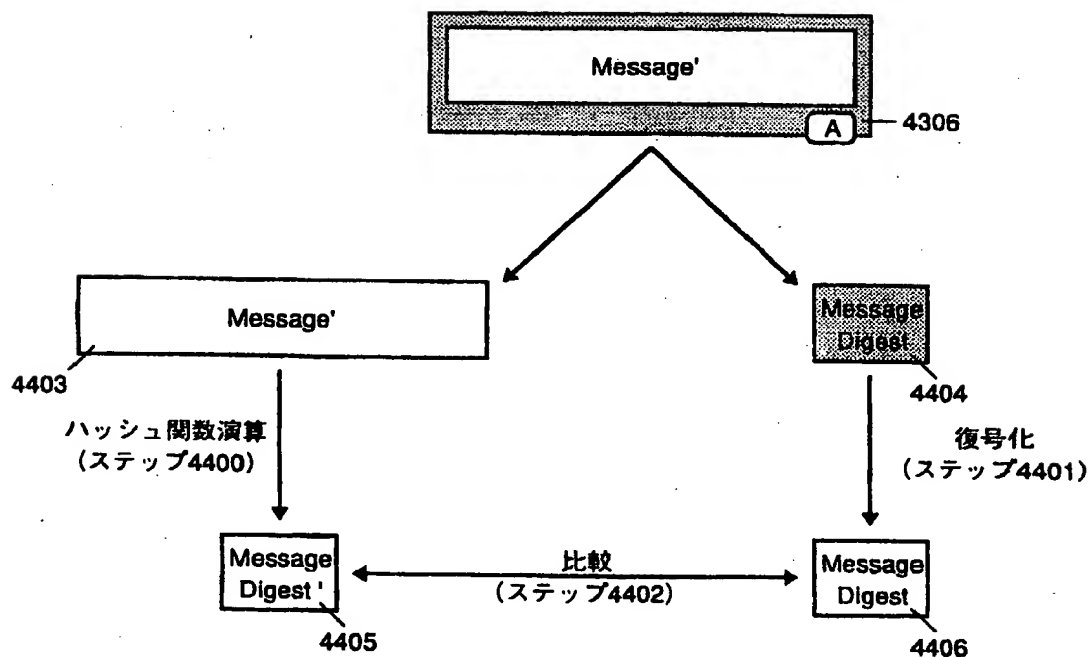 Message'
A
4306
Message'
4403
Message
Digest
4404
ハッシュ関数演算
(ステップ4400)
復号化
(ステップ4401)
Message
Digest '
4405
比較
(ステップ4402)
Message
Digest
4406